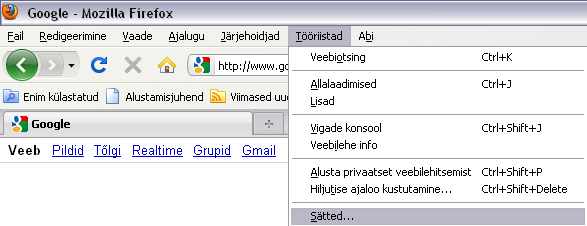 Google - Mozilla Firefox
Fail Redigeerimine Vaade Ajalugu Järjehoidjad Tööriistad Abi
Veebiotsing Ctrl+K
http://www.go
Allalaadimised Ctrl+J
Enim külastatud Alustamisjuhend Viimased uud
Lisad
Google
Vigade konsool Ctrl+Shift+J
Veebilehe info
Veeb Pildid Tõlgi Realtime Grupid Gmail
Alusta privaatset veebilehitsemist Ctrl+Shift+P
Hiljutise ajaloo kustutamine... Ctrl+Shift+Delete
Sätted...